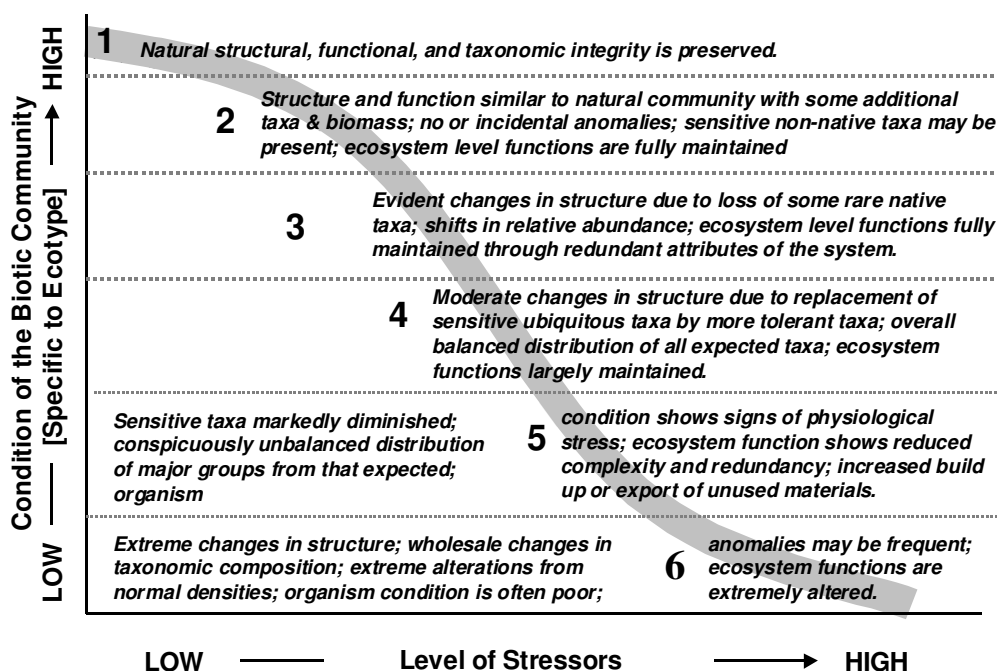 Condition of the Biotic Community
[Specific to Ecotype]
LOW
HIGH
1
Natural structural, functional, and taxonomic integrity is preserved.
2
Structure and function similar to natural community with some additional
taxa & biomass; no or incidental anomalies; sensitive non-native taxa may be
present; ecosystem level functions are fully maintained
3
Evident changes in structure due to loss of some rare native
taxa; shifts in relative abundance; ecosystem level functions fully
maintained through redundant attributes of the system.
4
Moderate changes in structure due to replacement of
sensitive ubiquitous taxa by more tolerant taxa; overall
balanced distribution of all expected taxa; ecosystem
functions largely maintained.
Sensitive taxa markedly diminished;
conspicuously unbalanced distribution
of major groups from that expected;
organism
5
condition shows signs of physiological
stress; ecosystem function shows reduced
complexity and redundancy; increased build
up or export of unused materials.
Extreme changes in structure; wholesale changes in
taxonomic composition; extreme alterations from
normal densities; organism condition is often poor;
6
anomalies may be frequent;
ecosystem functions are
extremely altered.
LOW
Level of Stressors
HIGH